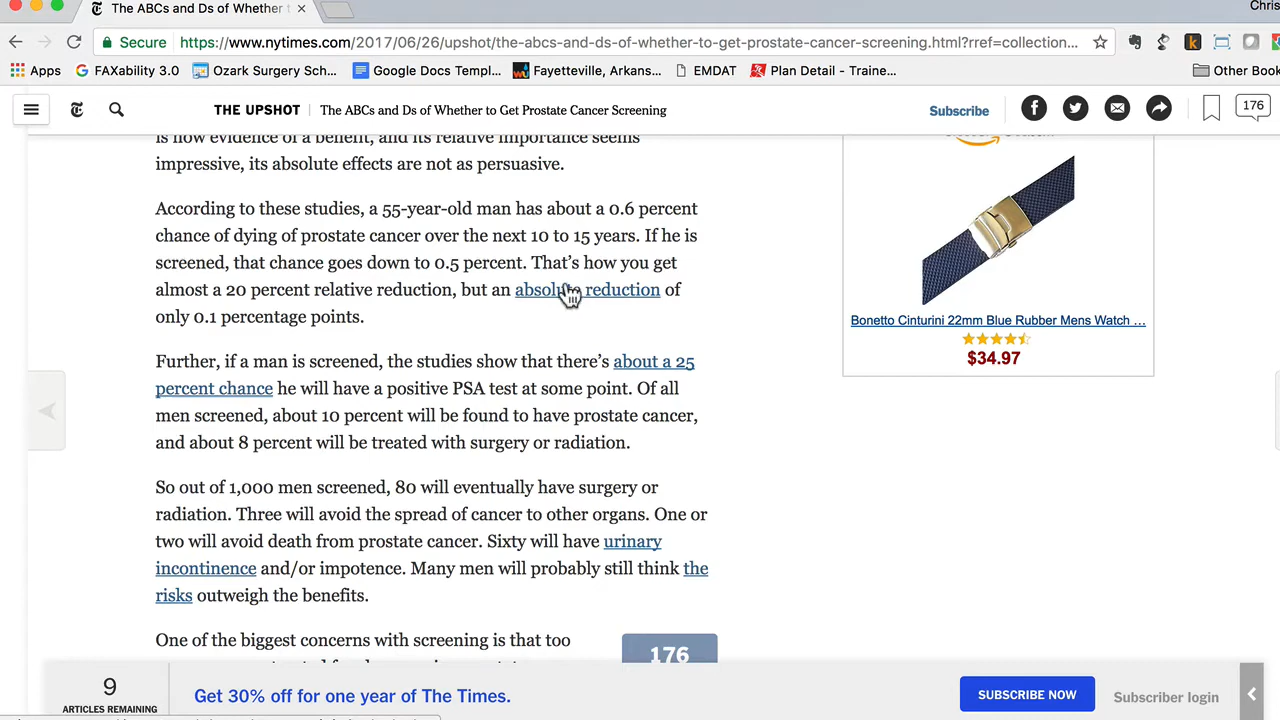 The ABCs and Ds of Whether
Chris
Secure https://www.nytimes.com/2017/06/26/upshot/the-abcs-and-ds-of-whether-to-get-prostate-cancer-screening.html?rref=collection...
Apps FAXability 3.0 Ozark Surgery Sch... Google Docs Templ... Fayetteville, Arkans... EMDAT Plan Detail - Traine... Other Book
THE UPSHOT The ABCs and Ds of Whether to Get Prostate Cancer Screening Subscribe 176
is now evidence of a benefit, and its relative importance seems
impressive, its absolute effects are not as persuasive.
According to these studies, a 55-year-old man has about a 0.6 percent
chance of dying of prostate cancer over the next 10 to 15 years. If he is
screened, that chance goes down to 0.5 percent. That's how you get
almost a 20 percent relative reduction, but an absolute reduction of
only 0.1 percentage points.
Further, if a man is screened, the studies show that there's about a 25
percent chance he will have a positive PSA test at some point. Of all
men screened, about 10 percent will be found to have prostate cancer,
and about 8 percent will be treated with surgery or radiation.
So out of 1,000 men screened, 80 will eventually have surgery or
radiation. Three will avoid the spread of cancer to other organs. One or
two will avoid death from prostate cancer. Sixty will have urinary
incontinence and/or impotence. Many men will probably still think the
risks outweigh the benefits.
One of the biggest concerns with screening is that too
176
Bonetto Cinturini 22mm Blue Rubber Mens Watch ...
$34.97
9
ARTICLES REMAINING
Get 30% off for one year of The Times.
SUBSCRIBE NOW
Subscriber login